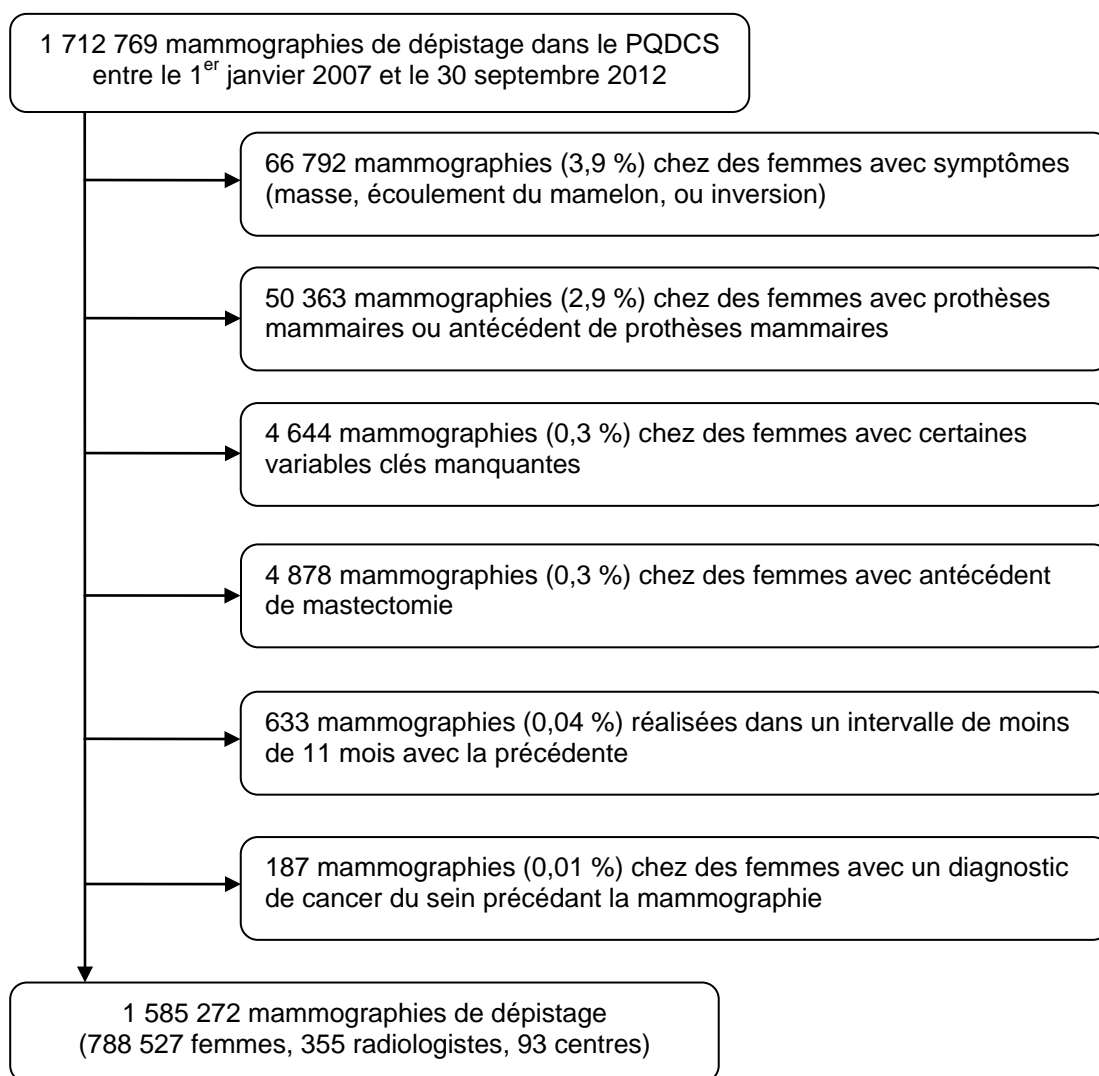 1 712 769 mammographies de dépistage dans le PQDCS
entre le 1er janvier 2007 et le 30 septembre 2012
66 792 mammographies (3,9 %) chez des femmes avec symptômes
(masse, écoulement du mamelon, ou inversion)
50 363 mammographies (2,9 %) chez des femmes avec prothèses
mammaires ou antécédent de prothèses mammaires
4 644 mammographies (0,3 %) chez des femmes avec certaines
variables clés manquantes
4 878 mammographies (0,3 %) chez des femmes avec antécédent
de mastectomie
633 mammographies (0,04 %) réalisées dans un intervalle de moins
de 11 mois avec la précédente
187 mammographies (0,01 %) chez des femmes avec un diagnostic
de cancer du sein précédant la mammographie
1 585 272 mammographies de dépistage
(788 527 femmes, 355 radiologistes, 93 centres)